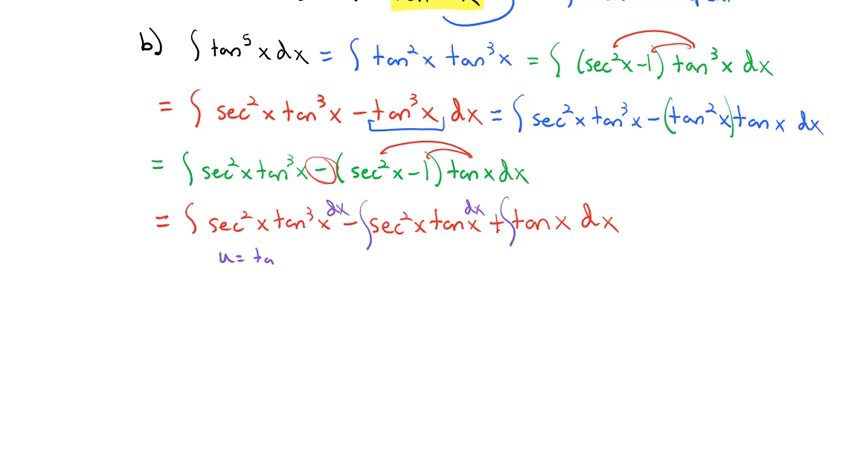 b) ∫ tan⁵x dx = ∫ tan²x tan³x = ∫ (sec²x-1) tan³x dx
= ∫ sec²x tan³x - tan³x dx = ∫ sec²x tan³x - (tan²x) tan x dx
= ∫ sec²x tan³x - (sec²x - 1) tan x dx
= ∫ sec²x tan³x dx - ∫ sec²x tan x dx + ∫ tan x dx
u = ta